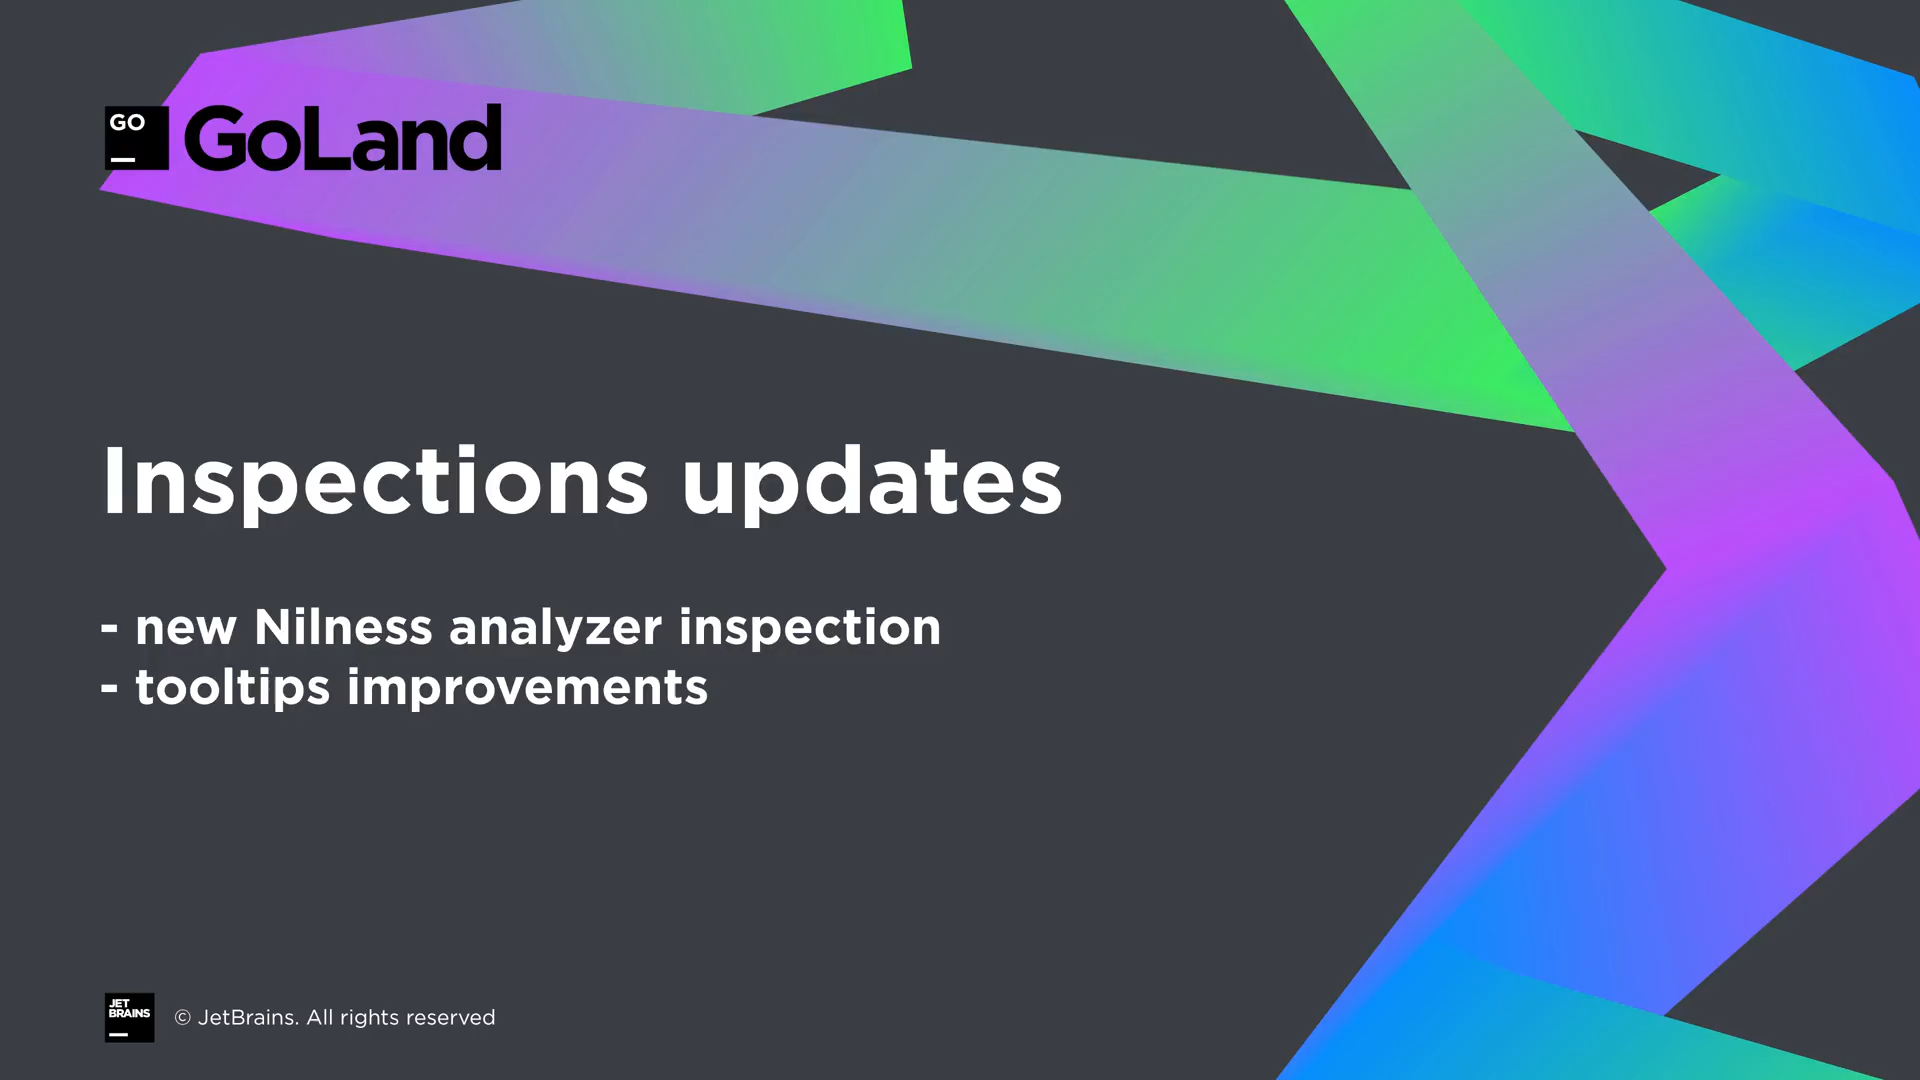 GO
GoLand
Inspections updates
- new Nilness analyzer inspection
- tooltips improvements
JET
BRAINS
© JetBrains. All rights reserved